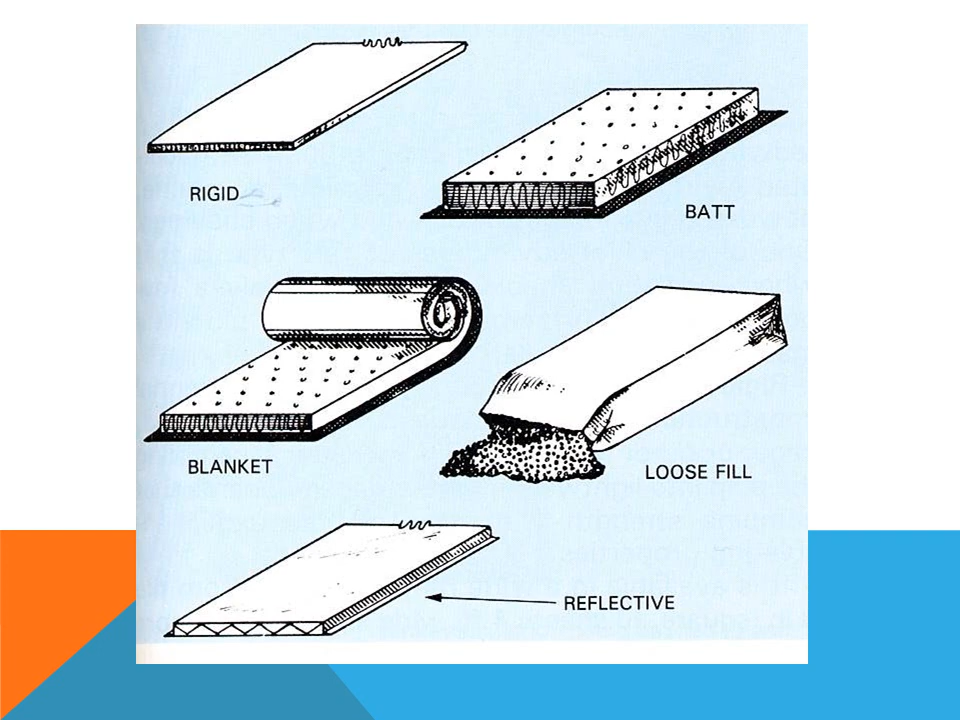 RIGID
BATT
BLANKET
LOOSE FILL
REFLECTIVE